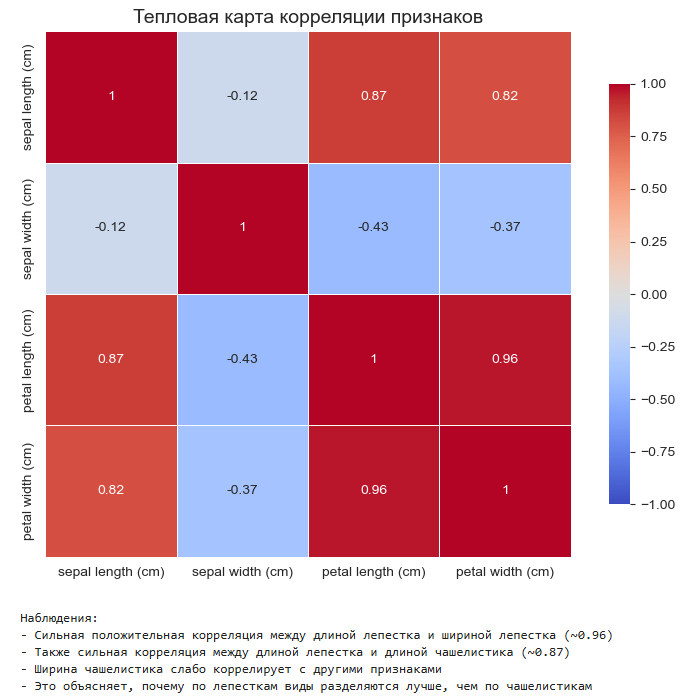 Тепловая карта корреляции признаков
sepal length (cm)
1
-0.12
0.87
0.82
sepal width (cm)
-0.12
1
-0.43
-0.37
petal length (cm)
0.87
-0.43
1
0.96
petal width (cm)
0.82
-0.37
0.96
1
sepal length (cm)
sepal width (cm)
petal length (cm)
petal width (cm)
1.00
0.75
0.50
0.25
0.00
−0.25
−0.50
−0.75
−1.00
Наблюдения:
- Сильная положительная корреляция между длиной лепестка и шириной лепестка (~0.96)
- Также сильная корреляция между длиной лепестка и длиной чашелистика (~0.87)
- Ширина чашелистика слабо коррелирует с другими признаками
- Это объясняет, почему по лепесткам виды разделяются лучше, чем по чашелистикам